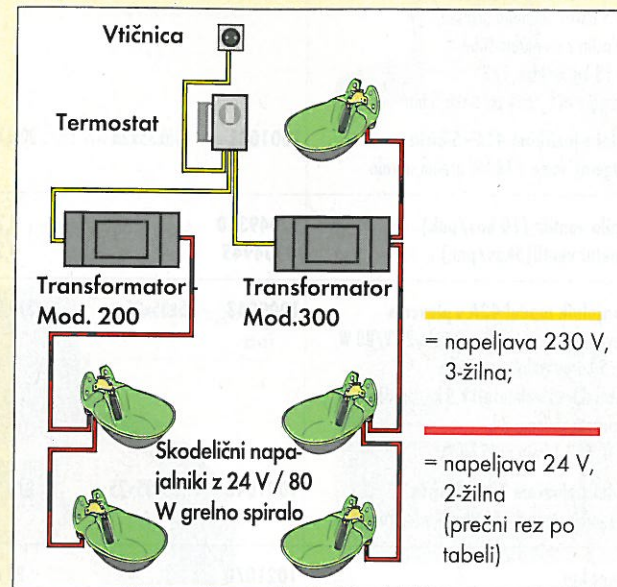 Vtičnica
Termostat
Transformator
Mod. 200
Transformator
Mod.300
= napeljava 230 V,
3-žilna;
Skodelični napa-
jalniki z 24 V / 80
W grelno spiralo
= napeljava 24 V,
2-žilna
(prečni rez po
tabeli)